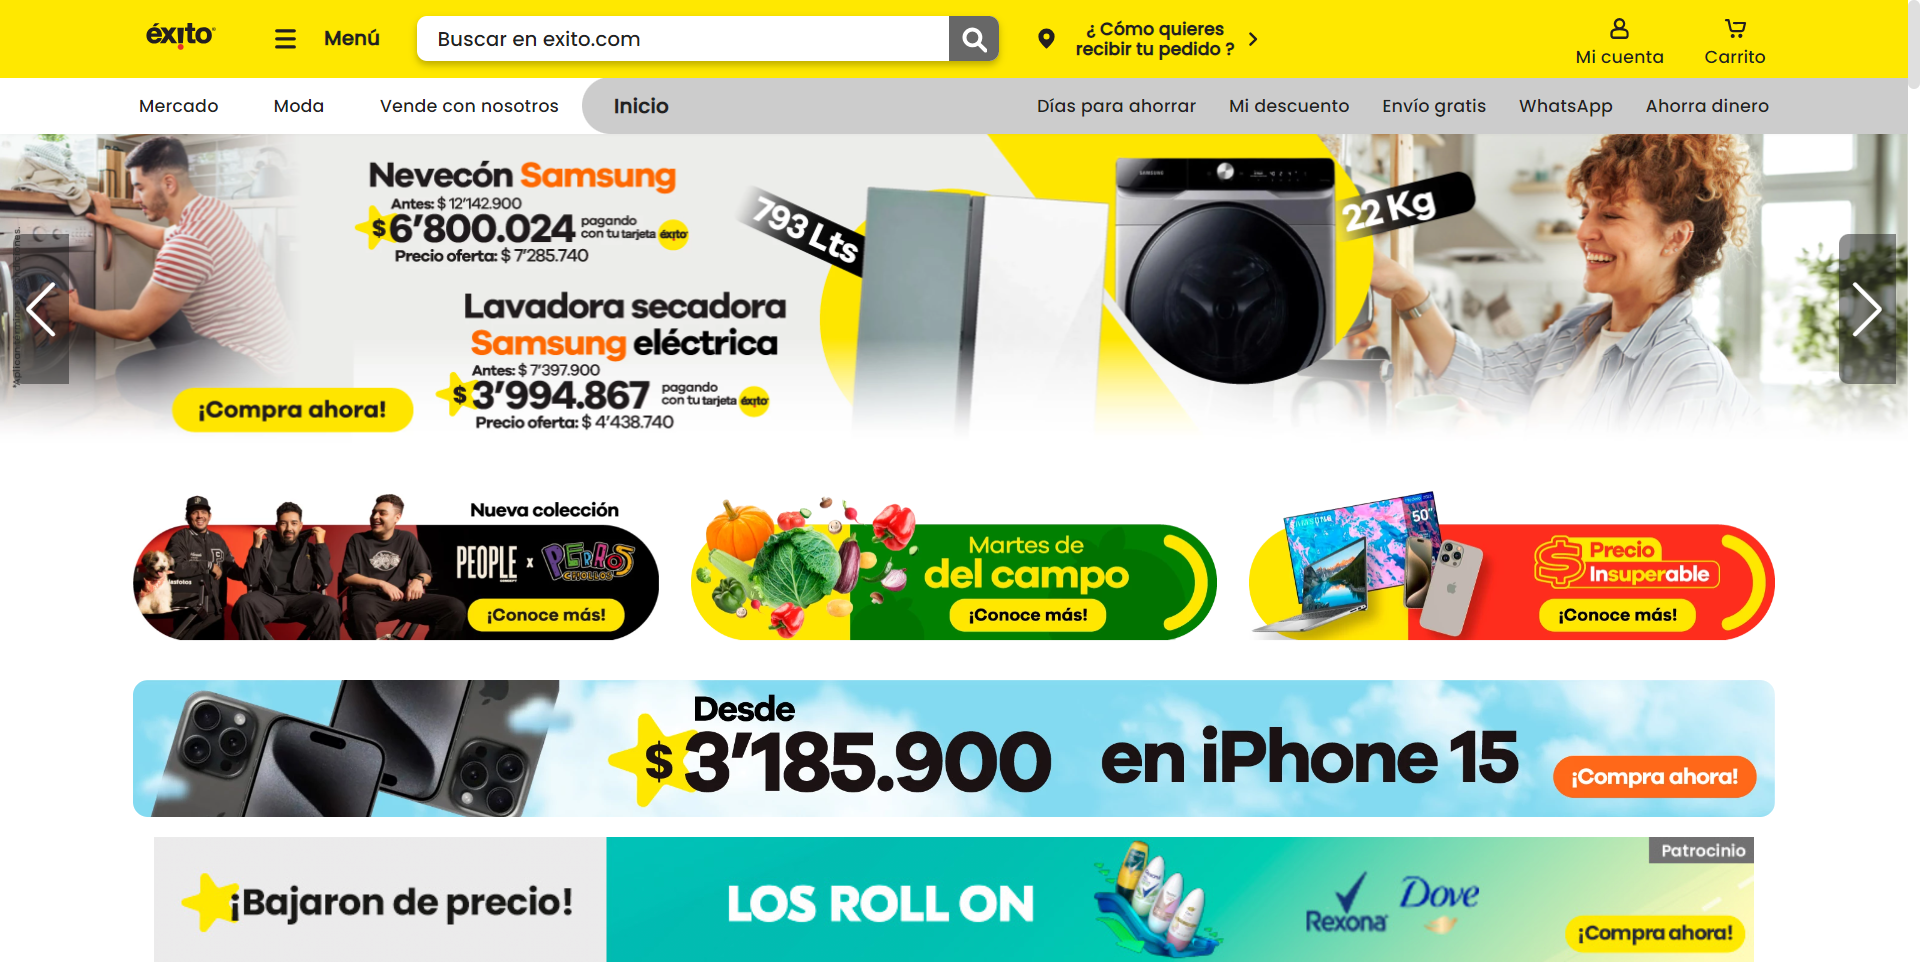 éxito
Menú
Buscar en exito.com
¿ Cómo quieres
recibir tu pedido ?
Mi cuenta
Carrito
Mercado
Moda
Vende con nosotros
Inicio
Días para ahorrar
Mi descuento
Envío gratis
WhatsApp
Ahorra dinero
Nevecón Samsung
Antes: $ 12'142.900
$ 6'800.024 pagando
con tu tarjeta éxito
Precio oferta: $ 7'285.740
Lavadora secadora
Samsung eléctrica
Antes: $ 7'397.900
$ 3'994.867 pagando
con tu tarjeta éxito
Precio oferta: $ 4'438.740
¡Compra ahora!
793 Lts
SAMSUNG
22 Kg
Nueva colección
PEOPLE x PERROS
CRIOLLOS
¡Conoce más!
Martes de
del campo
¡Conoce más!
SAMSUNG
50"
Precio
Insuperable
¡Conoce más!
Desde
$ 3'185.900 en iPhone 15
¡Compra ahora!
¡Bajaron de precio!
LOS ROLL ON
Rexona
Dove
Patrocinio
¡Compra ahora!